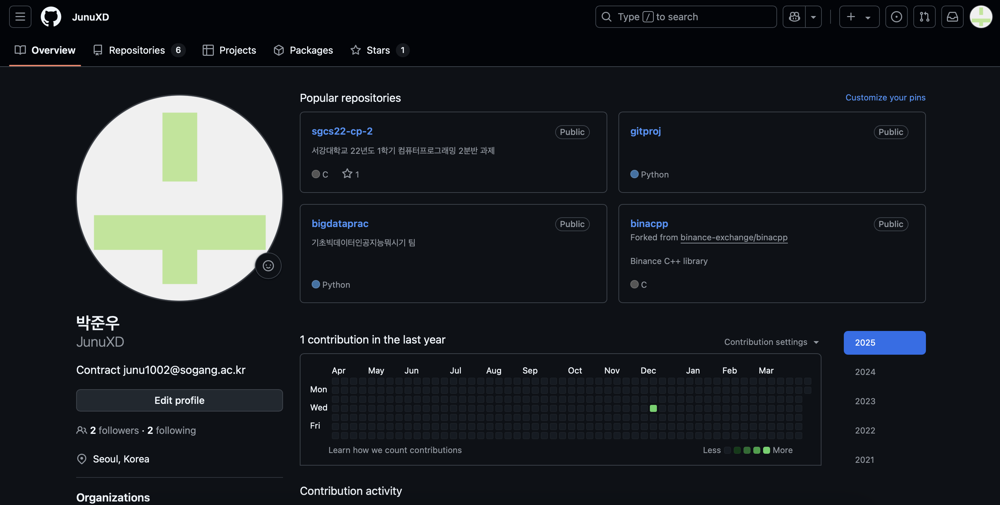 JunuXD
Type / to search
Overview
Repositories 6
Projects
Packages
Stars 1
Popular repositories
Customize your pins
sgcs22-cp-2
Public
서강대학교 22년도 1학기 컴퓨터프로그래밍 2분반 과제
C
1
gitproj
Public
Python
bigdataprac
Public
기초빅데이터인공지능뭐시기 팀
Python
binacpp
Public
Forked from binance-exchange/binacpp
Binance C++ library
C
박준우
JunuXD
Contract junu1002@sogang.ac.kr
Edit profile
2 followers · 2 following
Seoul, Korea
Organizations
1 contribution in the last year
Contribution settings
Apr May Jun Jul Aug Sep Oct Nov Dec Jan Feb Mar
Mon
Wed
Fri
Learn how we count contributions
Less
More
2025
2024
2023
2022
2021
Contribution activity